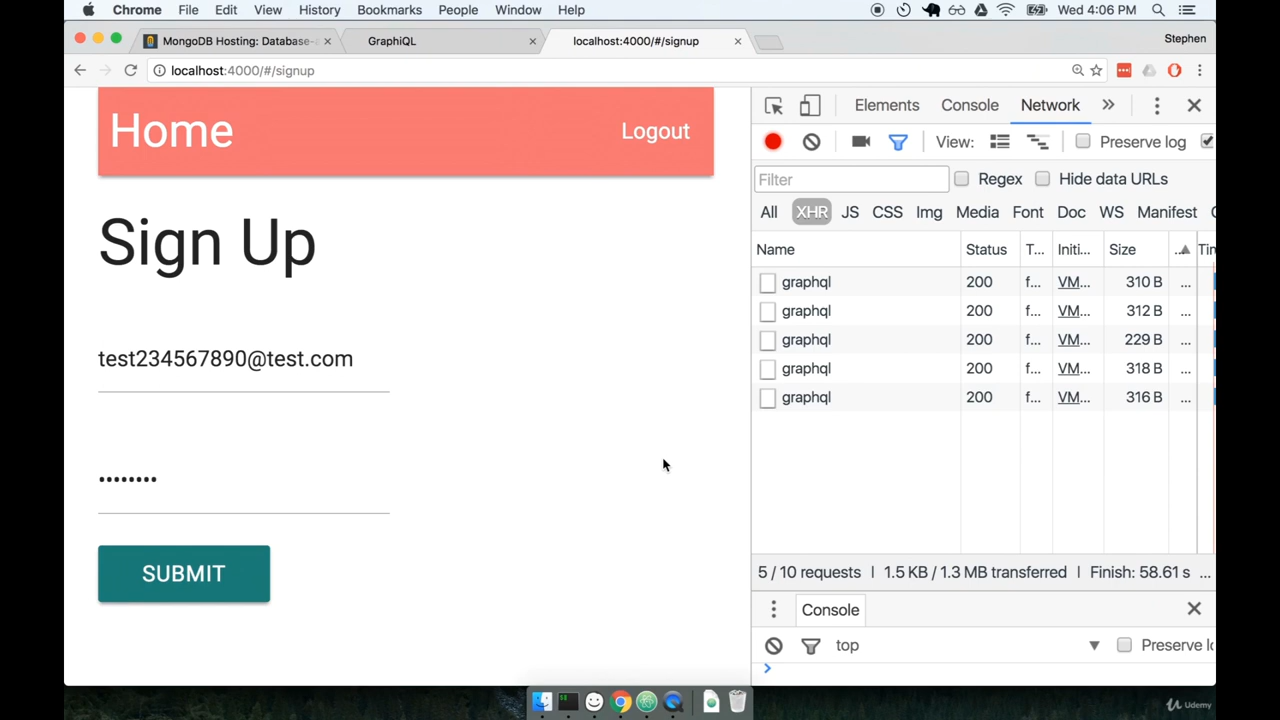 Chrome File Edit View History Bookmarks People Window Help Wed 4:06 PM
MongoDB Hosting: Database-a
GraphiQL
localhost:4000/#/signup
Stephen
localhost:4000/#/signup
Home
Logout
Sign Up
test234567890@test.com
••••••••
SUBMIT
Elements Console Network
View: Preserve log
Filter Regex Hide data URLs
All XHR JS CSS Img Media Font Doc WS Manifest
Name Status T... Initi... Size ... Tin
graphql 200 f... VM... 310 B ...
graphql 200 f... VM... 312 B ...
graphql 200 f... VM... 229 B ...
graphql 200 f... VM... 318 B ...
graphql 200 f... VM... 316 B ...
5 / 10 requests | 1.5 KB / 1.3 MB transferred | Finish: 58.61 s ...
Console
top Preserve l
Udemy